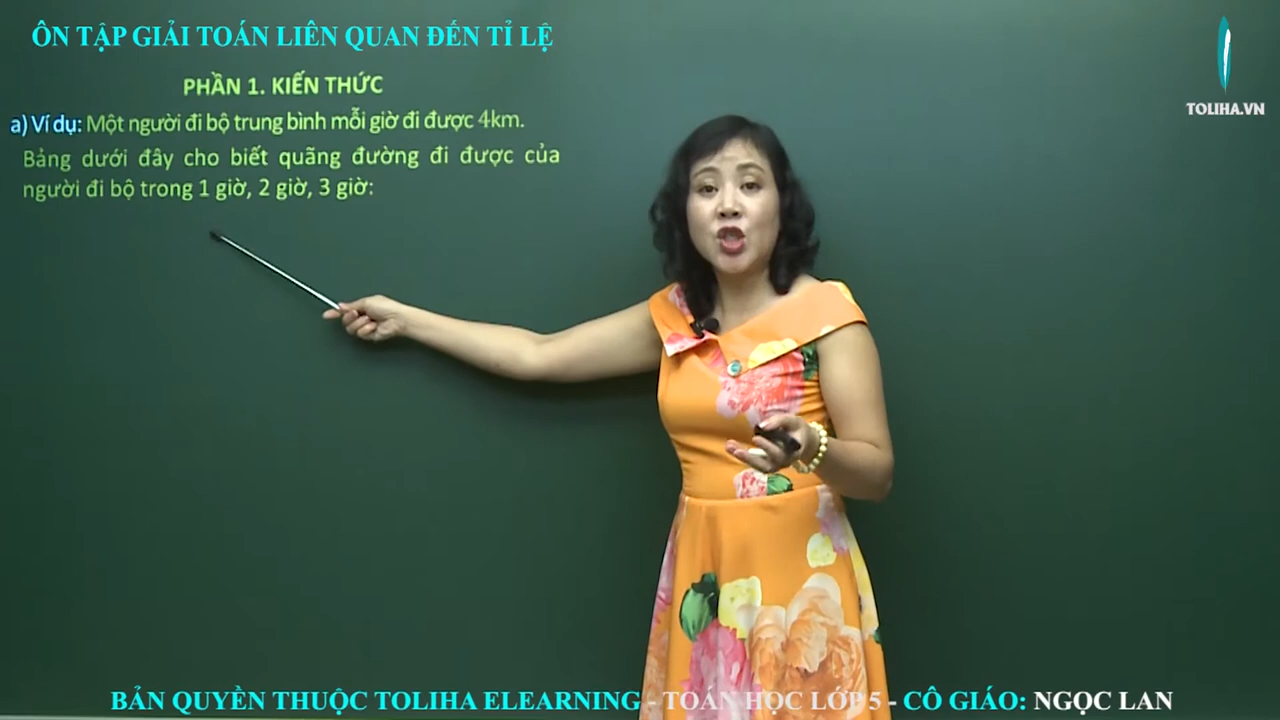 ÔN TẬP GIẢI TOÁN LIÊN QUAN ĐẾN TỈ LỆ
PHẦN 1. KIẾN THỨC
a) Ví dụ: Một người đi bộ trung bình mỗi giờ đi được 4km.
Bảng dưới đây cho biết quãng đường đi được của
người đi bộ trong 1 giờ, 2 giờ, 3 giờ:
TOLIHA.VN
BẢN QUYỀN THUỘC TOLIHA ELEARNING - TOÁN HỌC LỚP 5 - CÔ GIÁO: NGỌC LAN